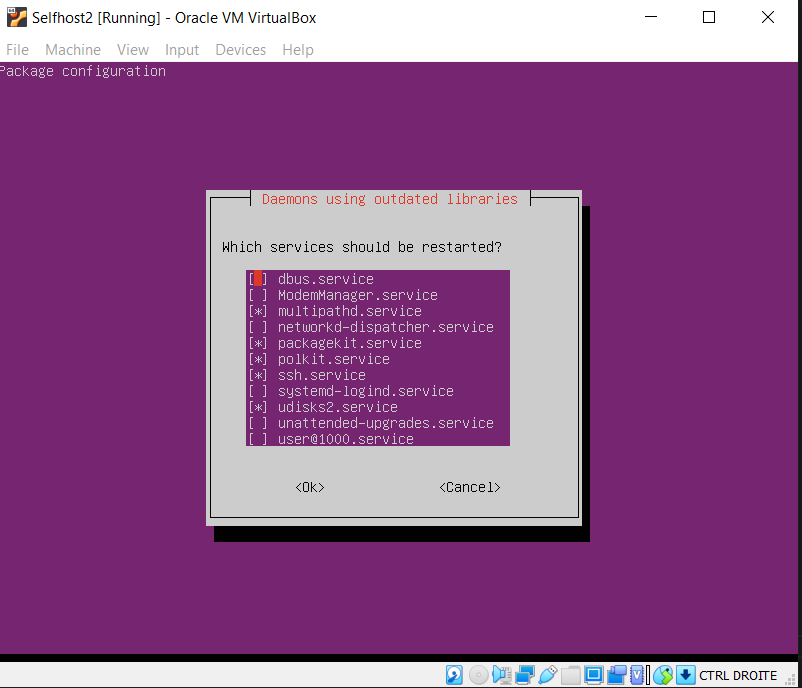 Selfhost2 [Running] - Oracle VM VirtualBox
File Machine View Input Devices Help
Package configuration
Daemons using outdated libraries
Which services should be restarted?
[ ] dbus.service
[ ] ModemManager.service
[*] multipathd.service
[ ] networkd-dispatcher.service
[*] packagekit.service
[*] polkit.service
[*] ssh.service
[ ] systemd-logind.service
[*] udisks2.service
[ ] unattended-upgrades.service
[ ] user@1000.service
<Ok> <Cancel>
CTRL DROITE